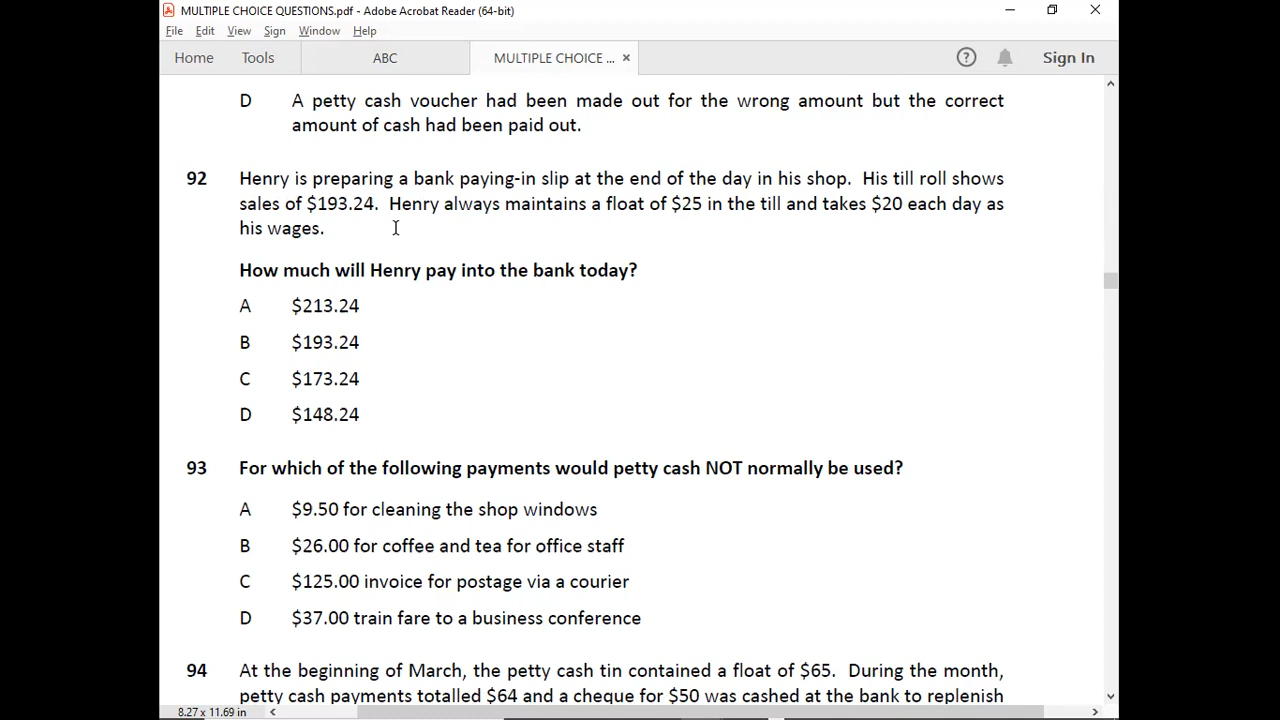 MULTIPLE CHOICE QUESTIONS.pdf - Adobe Acrobat Reader (64-bit)
File Edit View Sign Window Help
Home Tools ABC MULTIPLE CHOICE ... × Sign In
D A petty cash voucher had been made out for the wrong amount but the correct
amount of cash had been paid out.
92 Henry is preparing a bank paying-in slip at the end of the day in his shop. His till roll shows
sales of $193.24. Henry always maintains a float of $25 in the till and takes $20 each day as
his wages.
How much will Henry pay into the bank today?
A $213.24
B $193.24
C $173.24
D $148.24
93 For which of the following payments would petty cash NOT normally be used?
A $9.50 for cleaning the shop windows
B $26.00 for coffee and tea for office staff
C $125.00 invoice for postage via a courier
D $37.00 train fare to a business conference
94 At the beginning of March, the petty cash tin contained a float of $65. During the month,
petty cash payments totalled $64 and a cheque for $50 was cashed at the bank to replenish
8.27 x 11.69 in